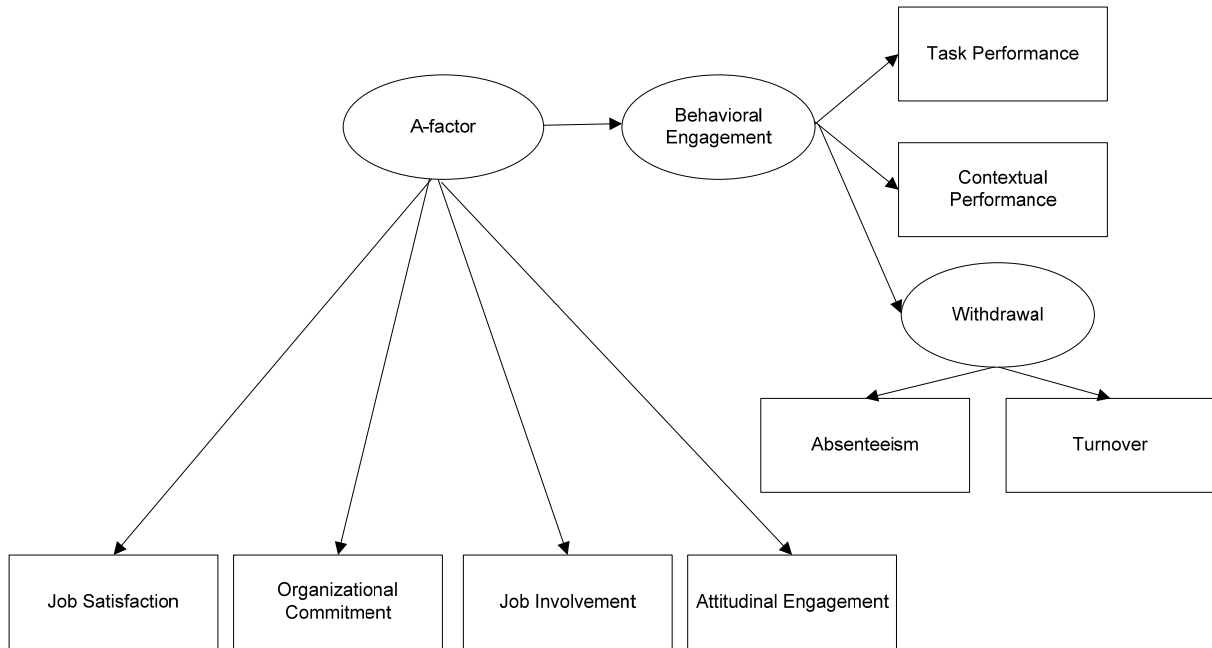 Task Performance
A-factor
Behavioral
Engagement
Contextual
Performance
Withdrawal
Absenteeism
Turnover
Job Satisfaction
Organizational
Commitment
Job Involvement
Attitudinal Engagement